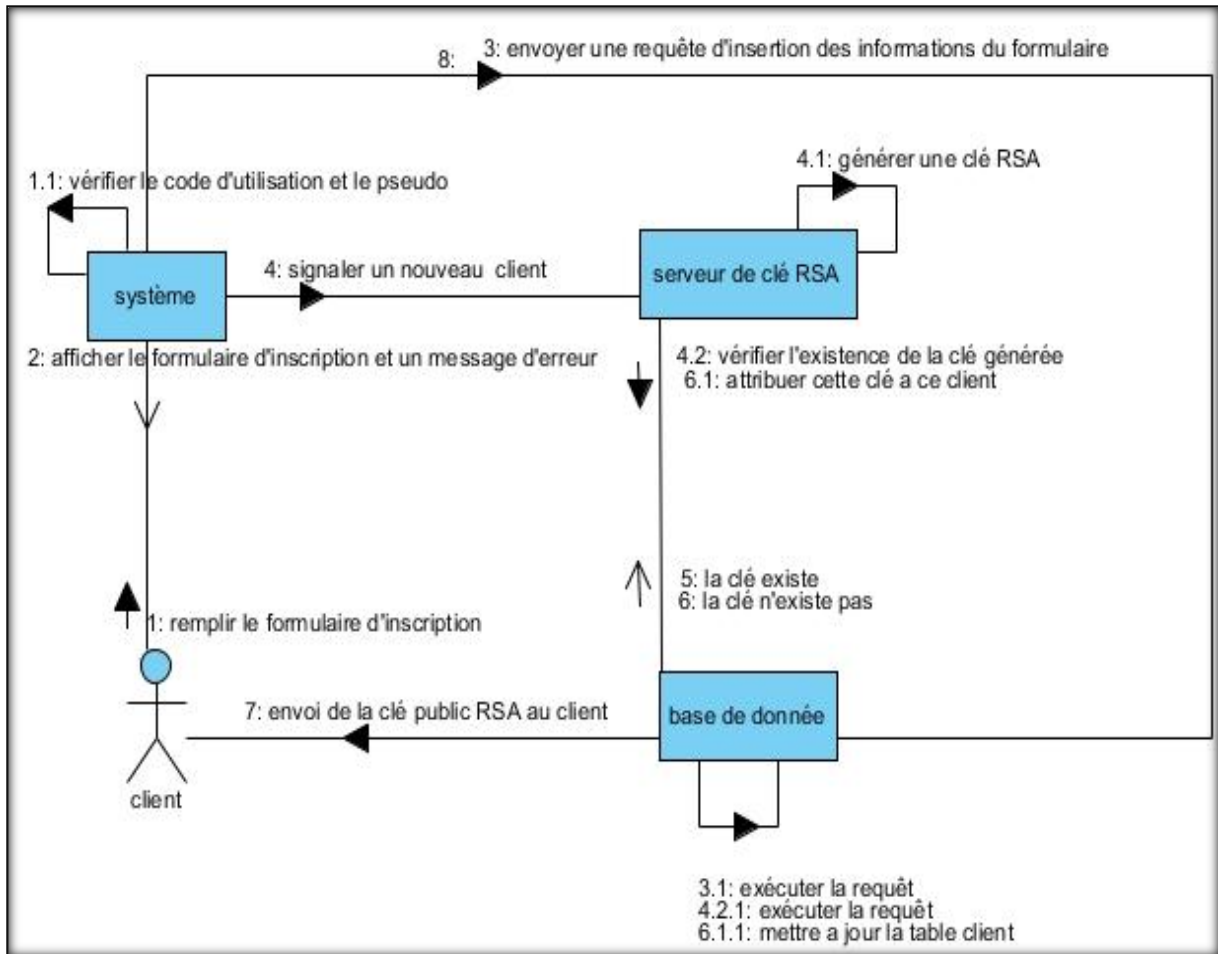 8:
3: envoyer une requête d'insertion des informations du formulaire
4.1: générer une clé RSA
1.1: vérifier le code d'utilisation et le pseudo
4: signaler un nouveau client
serveur de clé RSA
système
2: afficher le formulaire d'inscription et un message d'erreur
4.2: vérifier l'existence de la clé générée
6.1: attribuer cette clé a ce client
5: la clé existe
6: la clé n'existe pas
1: remplir le formulaire d'inscription
7: envoi de la clé public RSA au client
base de donnée
client
3.1: exécuter la requêt
4.2.1: exécuter la requêt
6.1.1: mettre a jour la table client